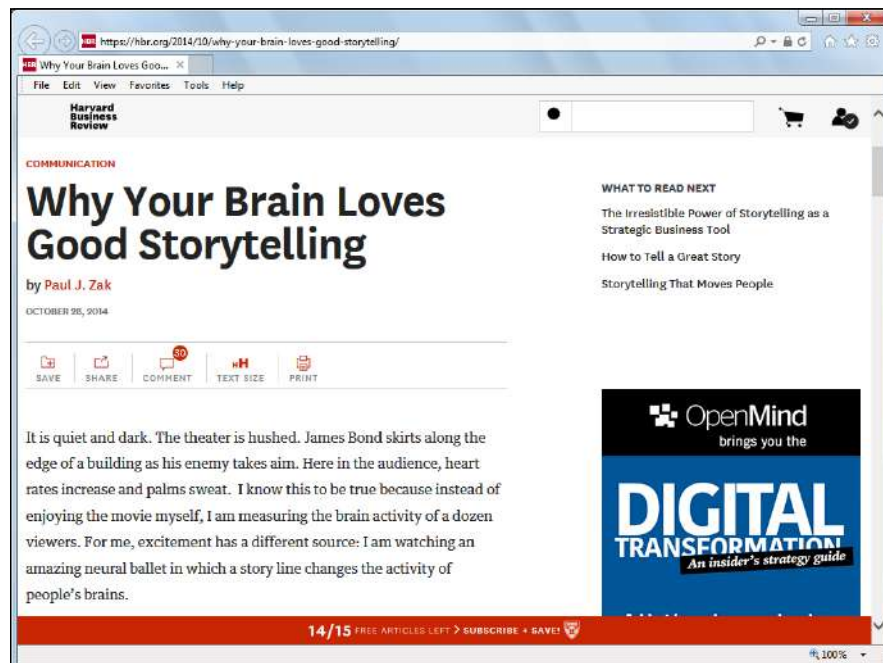 HBR https://hbr.org/2014/10/why-your-brain-loves-good-storytelling/
HBR Why Your Brain Loves Goo...
File Edit View Favorites Tools Help
Harvard
Business
Review
COMMUNICATION
Why Your Brain Loves
Good Storytelling
by Paul J. Zak
OCTOBER 28, 2014
30
SAVE SHARE COMMENT TEXT SIZE PRINT
It is quiet and dark. The theater is hushed. James Bond skirts along the
edge of a building as his enemy takes aim. Here in the audience, heart
rates increase and palms sweat. I know this to be true because instead of
enjoying the movie myself, I am measuring the brain activity of a dozen
viewers. For me, excitement has a different source: I am watching an
amazing neural ballet in which a story line changes the activity of
people's brains.
WHAT TO READ NEXT
The Irresistible Power of Storytelling as a
Strategic Business Tool
How to Tell a Great Story
Storytelling That Moves People
OpenMind
brings you the
DIGITAL
TRANSFORMATION
An insider's strategy guide
14/15 FREE ARTICLES LEFT > SUBSCRIBE + SAVE!
100%